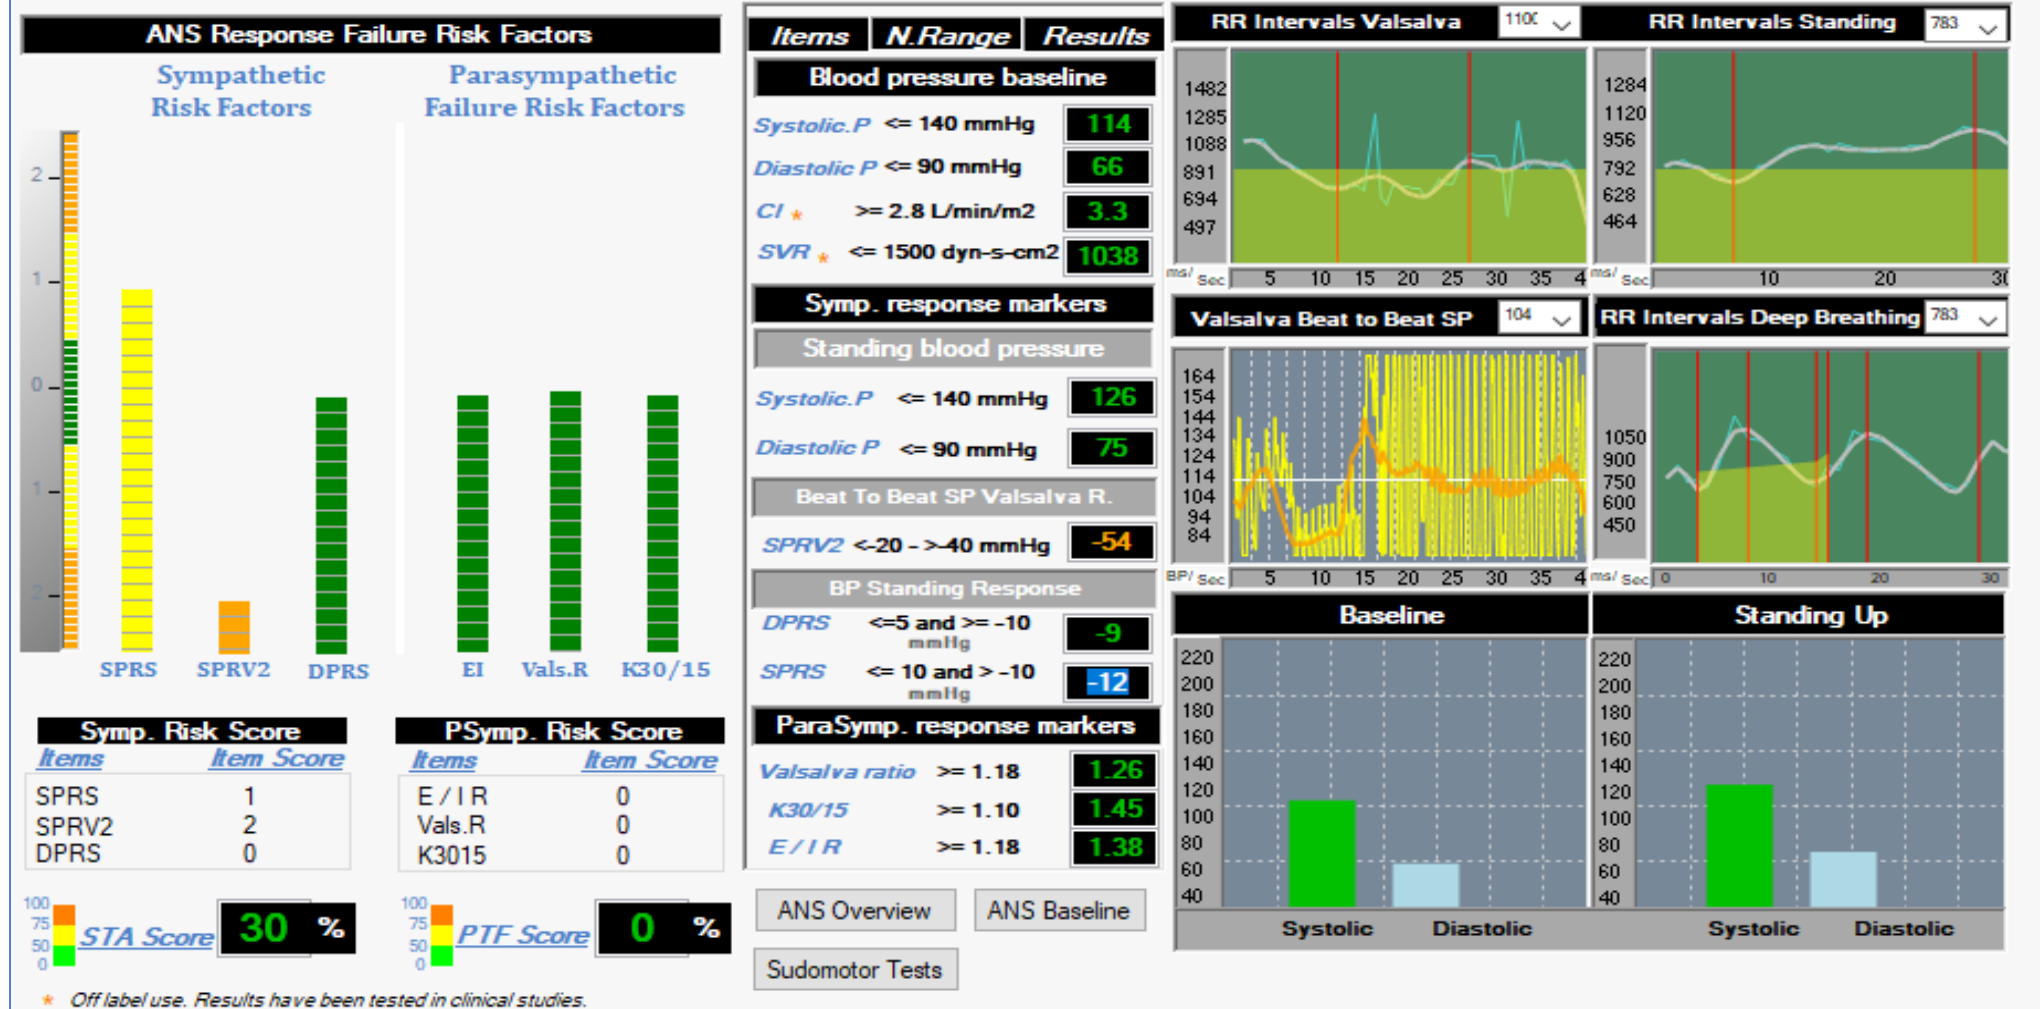 ANS Response Failure Risk Factors
Sympathetic
Risk Factors
Parasympathetic
Failure Risk Factors
2
1
0
1
2
SPRS SPRV2 DPRS
EI Vals.R K30/15
Symp. Risk Score
Items Item Score
SPRS 1
SPRV2 2
DPRS 0
PSymp. Risk Score
Items Item Score
E / I R 0
Vals.R 0
K3015 0
100
75
50
0
STA Score 30 %
100
75
50
0
PTF Score 0 %
* Off label use. Results have been tested in clinical studies.
Items N.Range Results
Blood pressure baseline
Systolic.P <= 140 mmHg 114
Diastolic P <= 90 mmHg 66
CI * >= 2.8 L/min/m2 3.3
SVR * <= 1500 dyn-s-cm2 1038
Symp. response markers
Standing blood pressure
Systolic.P <= 140 mmHg 126
Diastolic P <= 90 mmHg 75
Beat To Beat SP Valsalva R.
SPRV2 <-20 - >-40 mmHg -54
BP Standing Response
DPRS <=5 and >= -10 -9
mmHg
SPRS <= 10 and > -10 -12
mmHg
ParaSymp. response markers
Valsalva ratio >= 1.18 1.26
K30/15 >= 1.10 1.45
E / I R >= 1.18 1.38
ANS Overview ANS Baseline
Sudomotor Tests
RR Intervals Valsalva 110
1482
1285
1088
891
694
497
ms/ Sec 5 10 15 20 25 30 35 4
RR Intervals Standing 783
1284
1120
956
792
628
464
ms/ Sec 10 20 30
Valsalva Beat to Beat SP 104
164
154
144
134
124
114
104
94
84
BP/ Sec 5 10 15 20 25 30 35 4
RR Intervals Deep Breathing 783
1050
900
750
600
450
ms/ Sec 0 10 20 30
Baseline
220
200
180
160
140
120
100
80
60
40
Systolic Diastolic
Standing Up
220
200
180
160
140
120
100
80
60
40
Systolic Diastolic